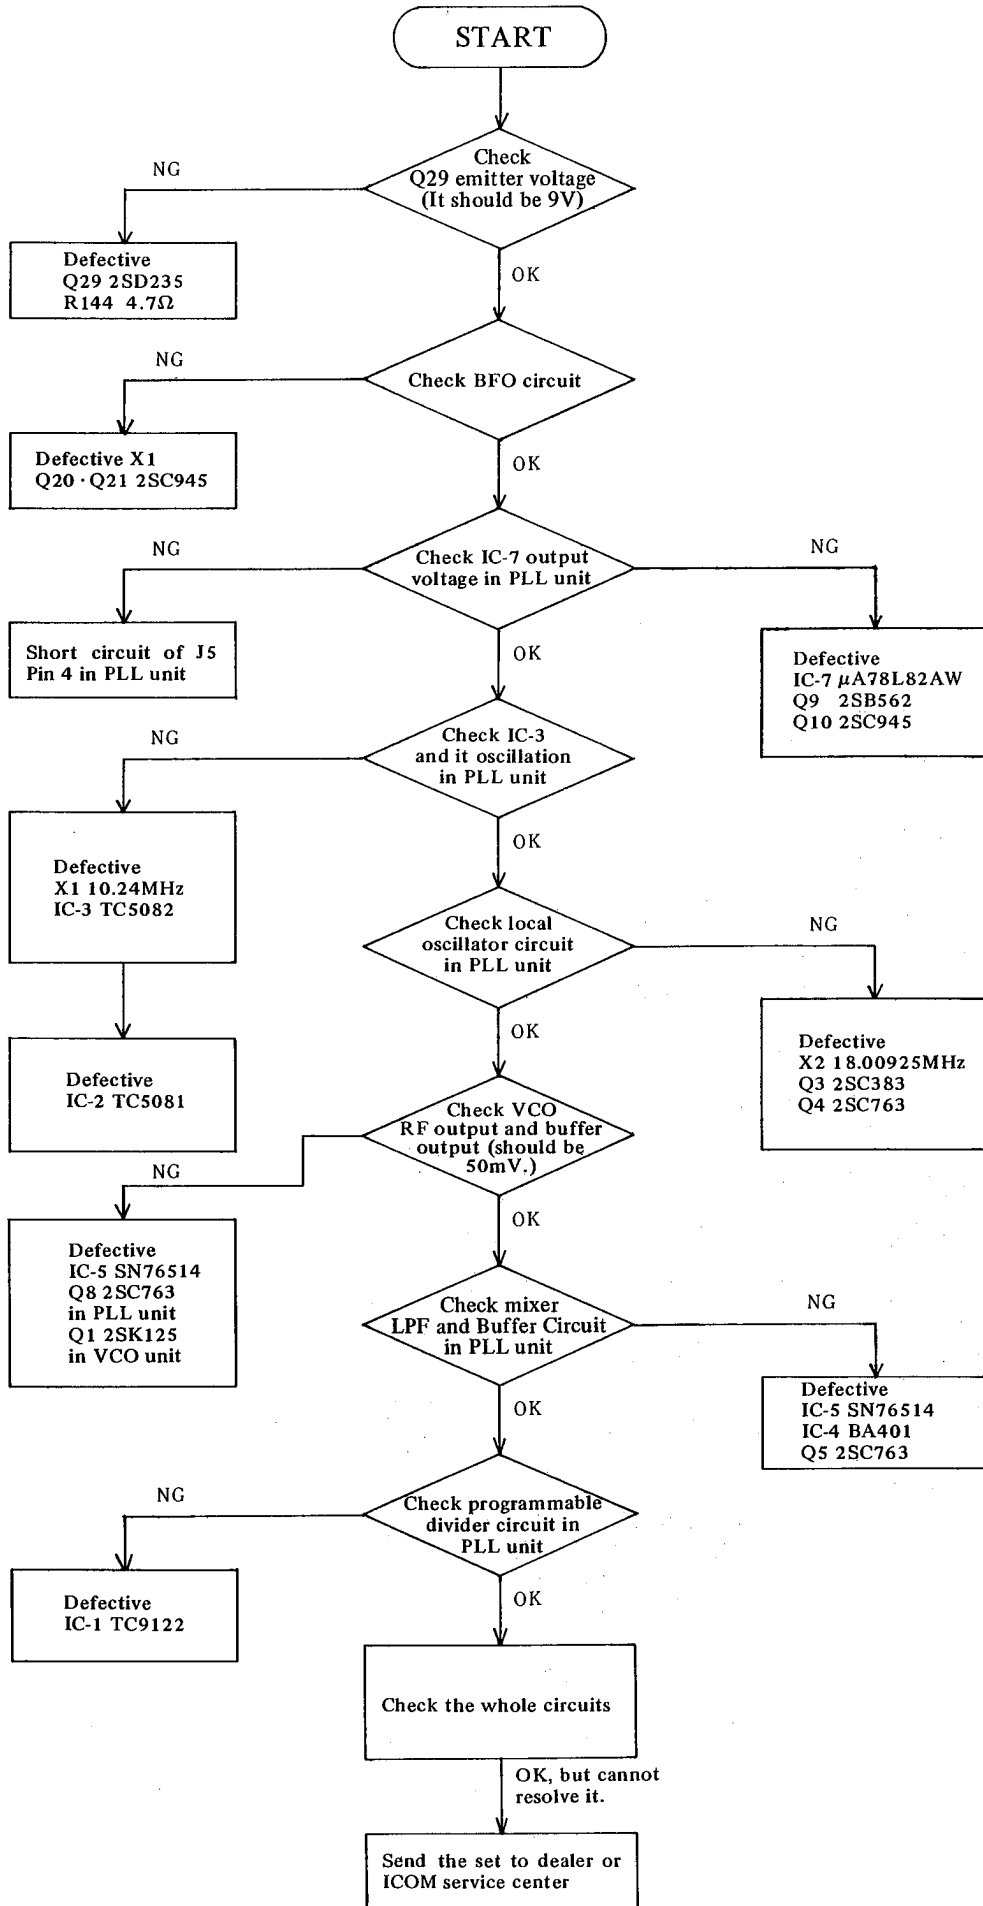 START
Check
Q29 emitter voltage
(It should be 9V)
NG
Defective
Q29 2SD235
R144 4.7Ω
OK
Check BFO circuit
NG
Defective X1
Q20·Q21 2SC945
OK
Check IC-7 output
voltage in PLL unit
NG
Short circuit of J5
Pin 4 in PLL unit
NG
Defective
IC-7 μA78L82AW
Q9 2SB562
Q10 2SC945
OK
Check IC-3
and it oscillation
in PLL unit
NG
Defective
X1 10.24MHz
IC-3 TC5082
Defective
IC-2 TC5081
OK
Check local
oscillator circuit
in PLL unit
NG
Defective
X2 18.00925MHz
Q3 2SC383
Q4 2SC763
OK
Check VCO
RF output and buffer
output (should be
50mV.)
NG
Defective
IC-5 SN76514
Q8 2SC763
in PLL unit
Q1 2SK125
in VCO unit
OK
Check mixer
LPF and Buffer Circuit
in PLL unit
NG
Defective
IC-5 SN76514
IC-4 BA401
Q5 2SC763
OK
Check programmable
divider circuit in
PLL unit
NG
Defective
IC-1 TC9122
OK
Check the whole circuits
OK, but cannot
resolve it.
Send the set to dealer or
ICOM service center